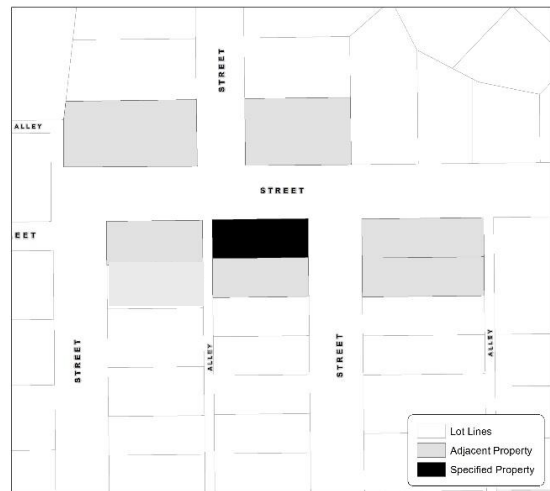 STREET
ALLEY
STREET
EET
STREET
ALLEY
STREET
ALLEY
Lot Lines
Adjacent Property
Specified Property